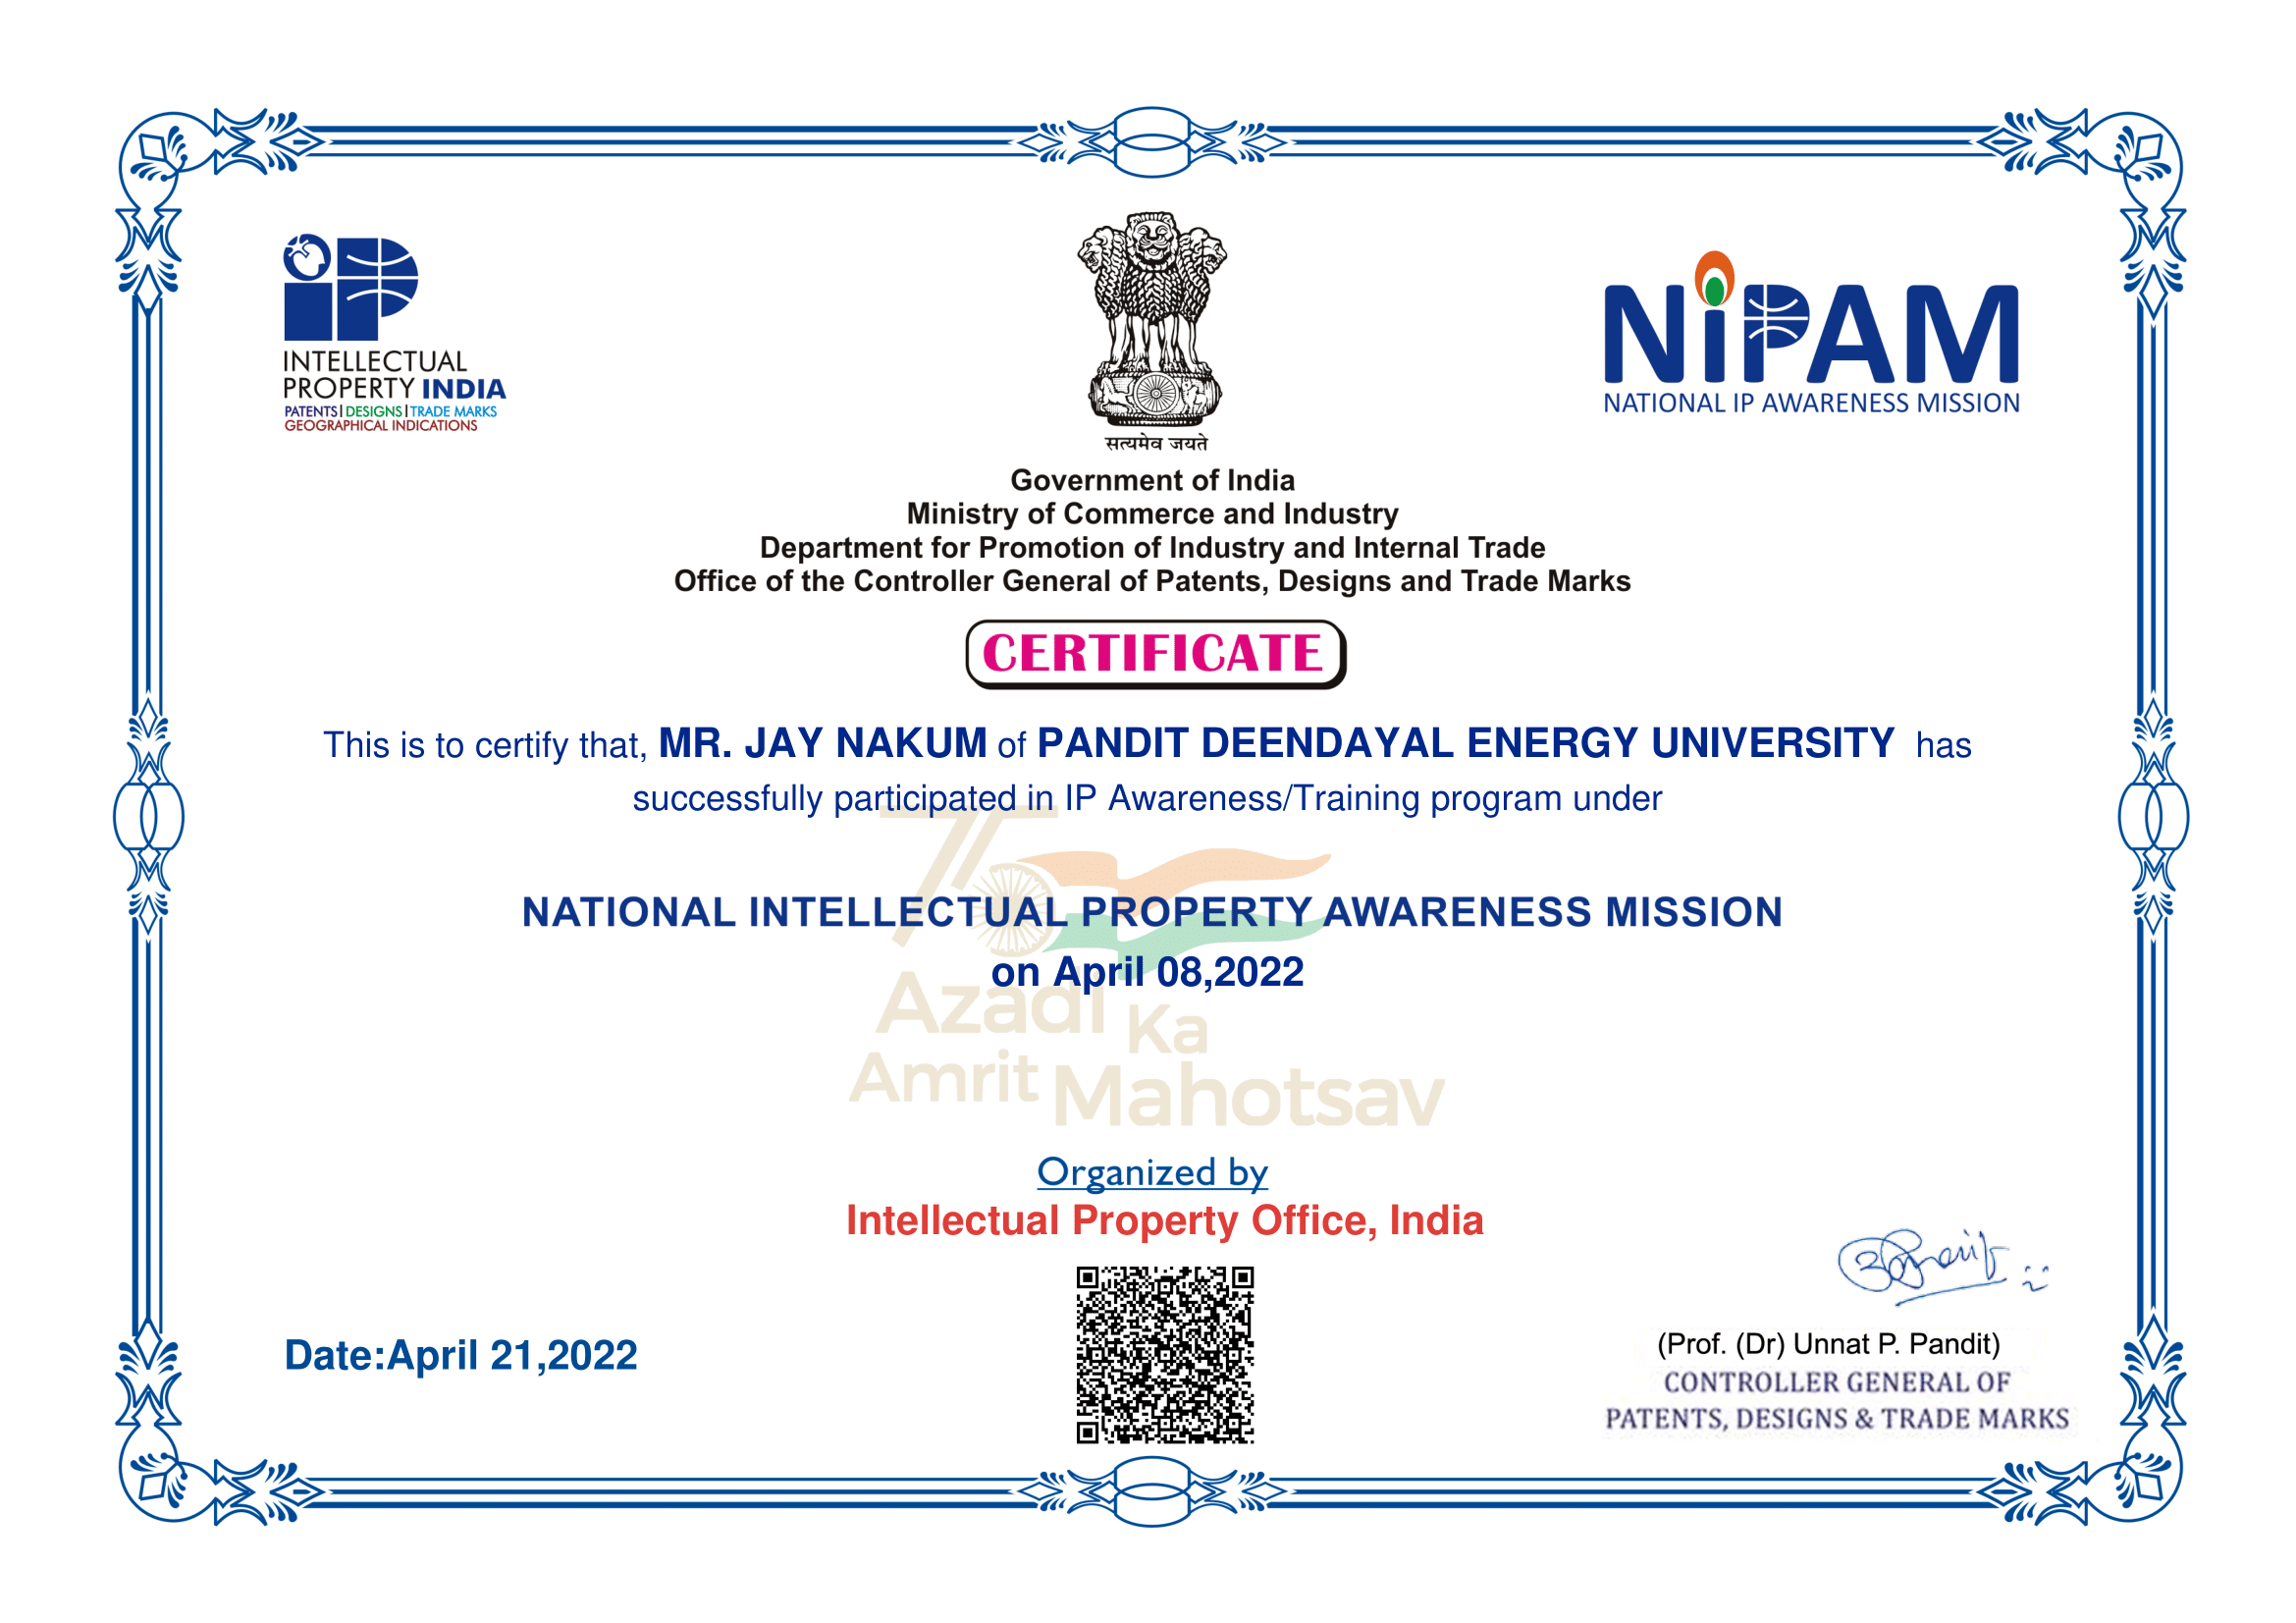 INTELLECTUAL
PROPERTY INDIA
PATENTS|DESIGNS|TRADE MARKS
GEOGRAPHICAL INDICATIONS
सत्यमेव जयते
NiPAM
NATIONAL IP AWARENESS MISSION
Government of India
Ministry of Commerce and Industry
Department for Promotion of Industry and Internal Trade
Office of the Controller General of Patents, Designs and Trade Marks
CERTIFICATE
This is to certify that, MR. JAY NAKUM of PANDIT DEENDAYAL ENERGY UNIVERSITY has
successfully participated in IP Awareness/Training program under
NATIONAL INTELLECTUAL PROPERTY AWARENESS MISSION
on April 08,2022
75
Azadi Ka
Amrit Mahotsav
Organized by
Intellectual Property Office, India
Date:April 21,2022
(Prof. (Dr) Unnat P. Pandit)
CONTROLLER GENERAL OF
PATENTS, DESIGNS & TRADE MARKS